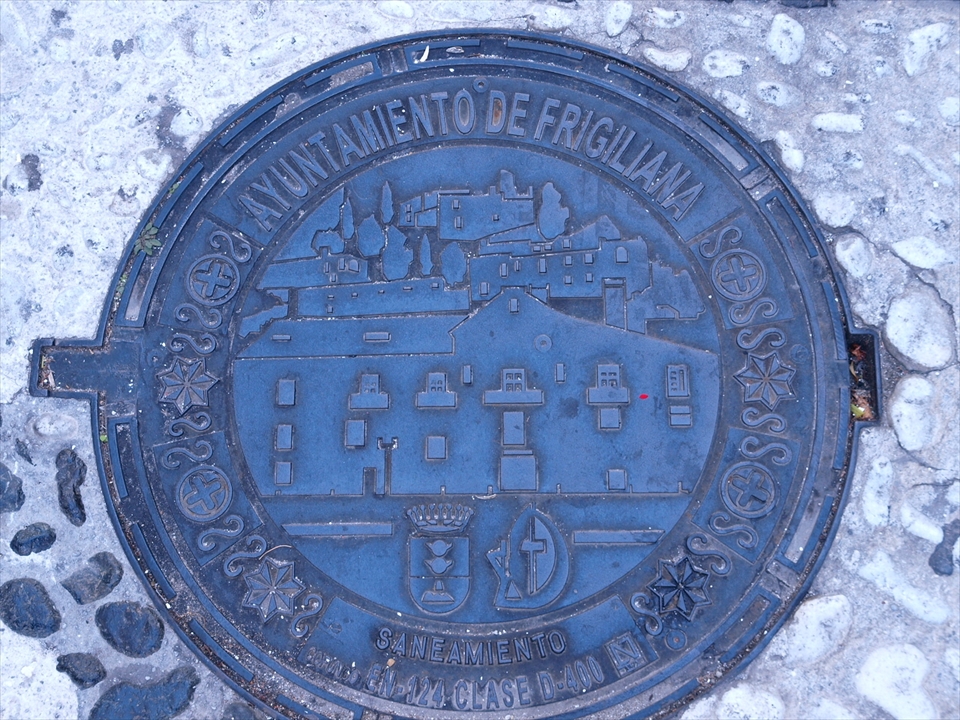 AYUNTAMIENTO DE FRIGILIANA
SANEAMIENTO
EN-124 CLASE D-400